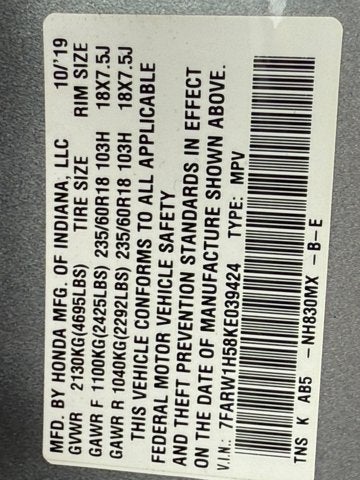 MFD. BY HONDA MFG. OF INDIANA, LLC 10/'19
GVWR 2130KG(4695LBS) TIRE SIZE RIM SIZE
GAWR F 1100KG(2425LBS) 235/60R18 103H 18X7.5J
GAWR R 1040KG(2292LBS) 235/60R18 103H 18X7.5J
THIS VEHICLE CONFORMS TO ALL APPLICABLE
FEDERAL MOTOR VEHICLE SAFETY
AND THEFT PREVENTION STANDARDS IN EFFECT
ON THE DATE OF MANUFACTURE SHOWN ABOVE.
V.I.N.: 7FARW1H58KE039424 TYPE: MPV
TNS K AB5 -NH830MX -B-E